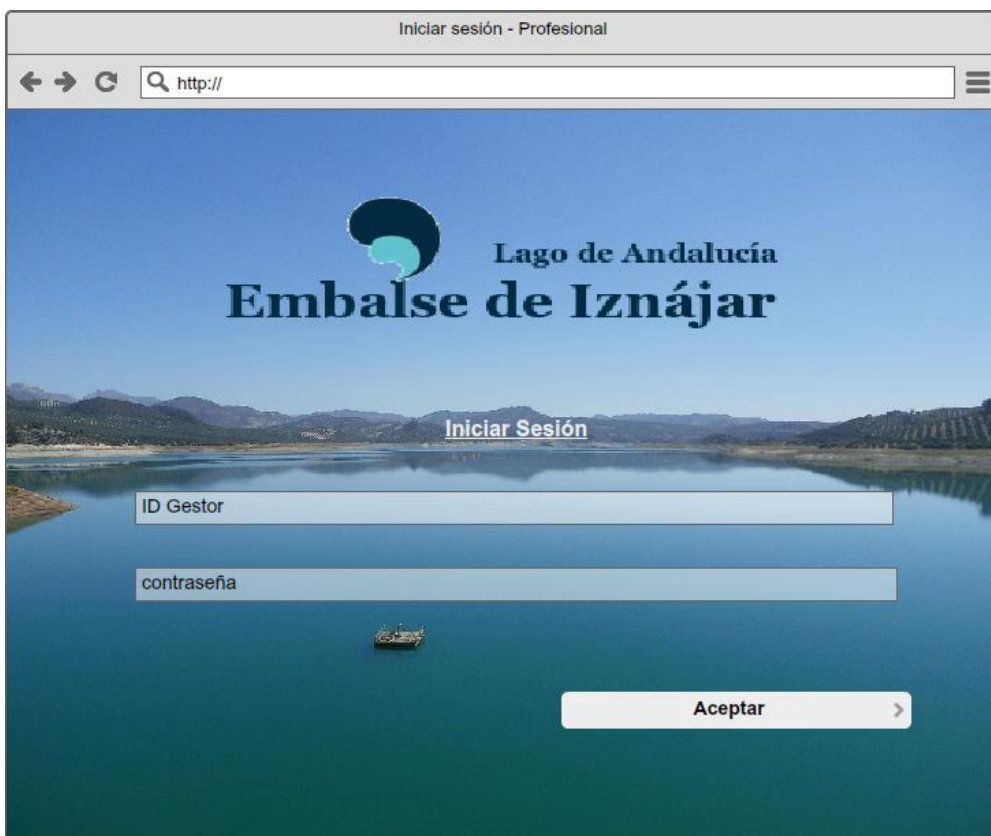 Iniciar sesión - Profesional
http://
Lago de Andalucía
Embalse de Iznájar
Iniciar Sesión
ID Gestor
contraseña
Aceptar